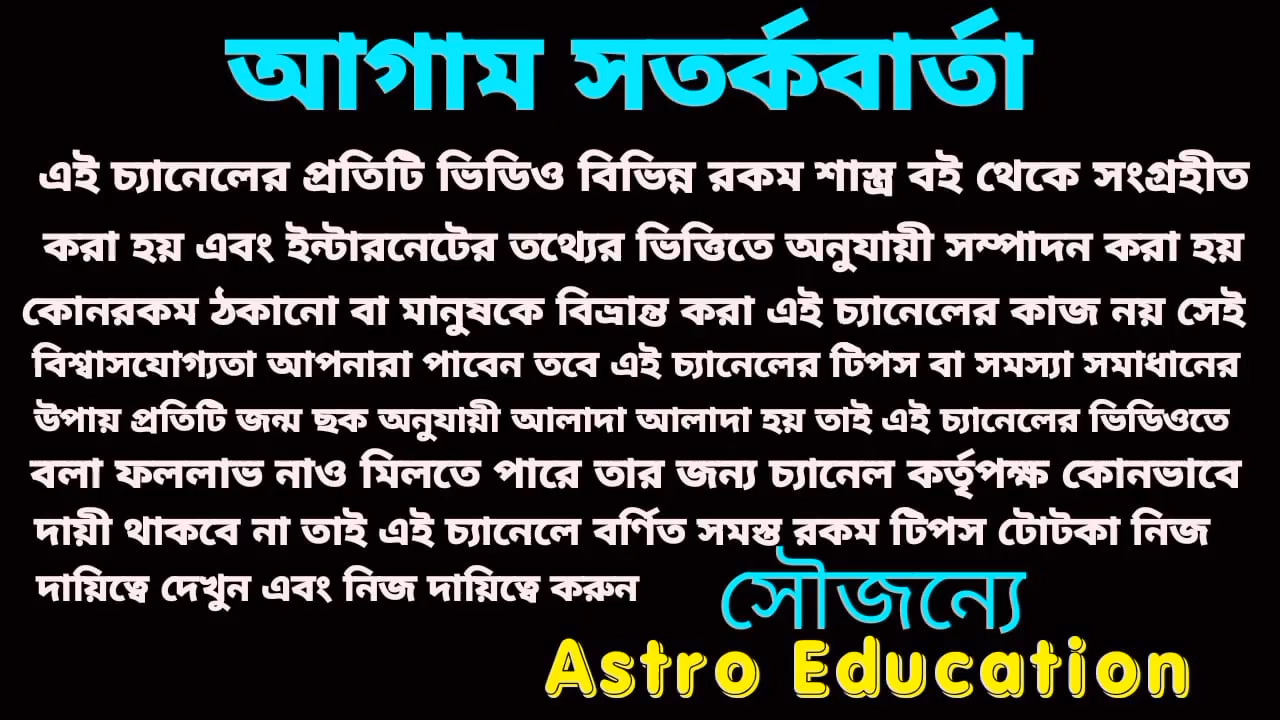 আগাম সতর্কবার্তা
এই চ্যানেলের প্রতিটি ভিডিও বিভিন্ন রকম শাস্ত্র বই থেকে সংগ্রহীত
করা হয় এবং ইন্টারনেটের তথ্যের ভিত্তিতে অনুযায়ী সম্পাদন করা হয়
কোনরকম ঠকানো বা মানুষকে বিভ্রান্ত করা এই চ্যানেলের কাজ নয় সেই
বিশ্বাসযোগ্যতা আপনারা পাবেন তবে এই চ্যানেলের টিপস বা সমস্যা সমাধানের
উপায় প্রতিটি জন্ম ছক অনুযায়ী আলাদা আলাদা হয় তাই এই চ্যানেলের ভিডিওতে
বলা ফললাভ নাও মিলতে পারে তার জন্য চ্যানেল কর্তৃপক্ষ কোনভাবে
দায়ী থাকবে না তাই এই চ্যানেলে বর্ণিত সমস্ত রকম টিপস টোটকা নিজ
দায়িত্বে দেখুন এবং নিজ দায়িত্বে করুন
সৌজন্যে
Astro Education